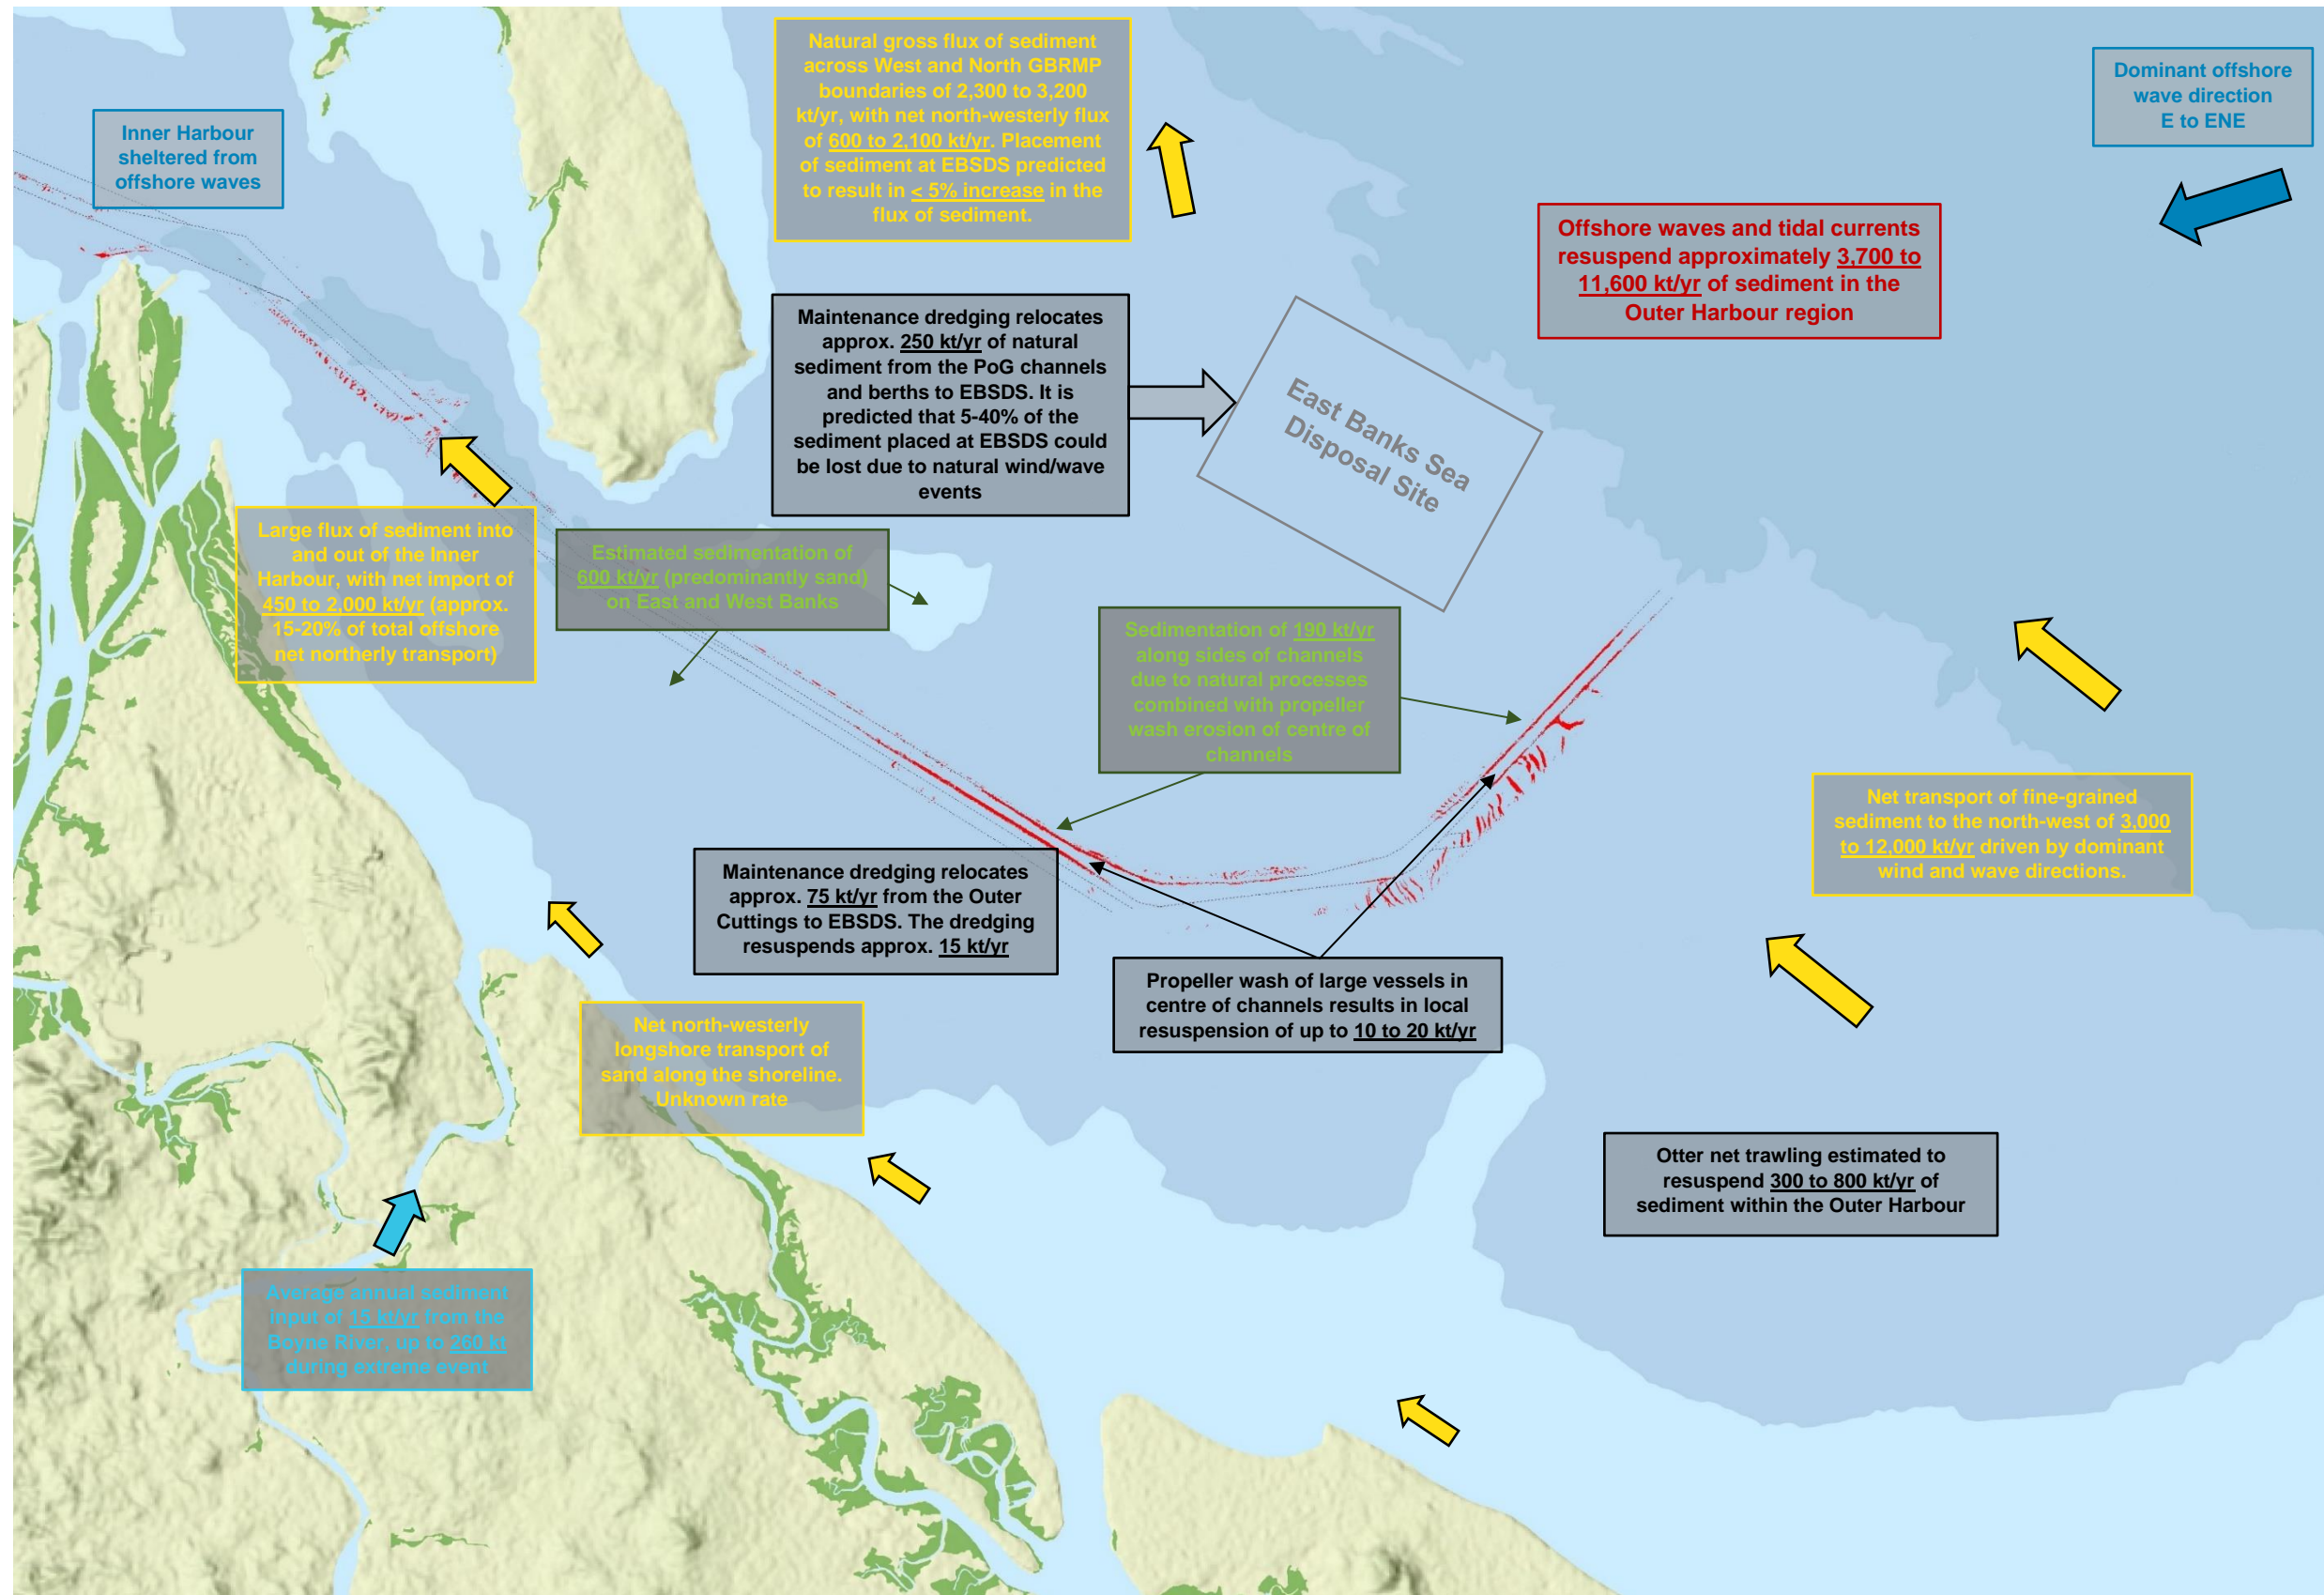 Natural gross flux of sediment
across West and North GBRMP
boundaries of 2,300 to 3,200
kt/yr, with net north-westerly flux
of 600 to 2,100 kt/yr. Placement
of sediment at EBSDS predicted
to result in < 5% increase in the
flux of sediment.
Dominant offshore
wave direction
E to ENE
Inner Harbour
sheltered from
offshore waves
Offshore waves and tidal currents
resuspend approximately 3,700 to
11,600 kt/yr of sediment in the
Outer Harbour region
Maintenance dredging relocates
approx. 250 kt/yr of natural
sediment from the PoG channels
and berths to EBSDS. It is
predicted that 5-40% of the
sediment placed at EBSDS could
be lost due to natural wind/wave
events
East Banks Sea
Disposal Site
Large flux of sediment into
and out of the Inner
Harbour, with net import of
450 to 2,000 kt/yr (approx.
15-20% of total offshore
net northerly transport)
Estimated sedimentation of
600 kt/yr (predominantly sand)
on East and West Banks
Sedimentation of 190 kt/yr
along sides of channels
due to natural processes
combined with propeller
wash erosion of centre of
channels
Net transport of fine-grained
sediment to the north-west of 3,000
to 12,000 kt/yr driven by dominant
wind and wave directions.
Maintenance dredging relocates
approx. 75 kt/yr from the Outer
Cuttings to EBSDS. The dredging
resuspends approx. 15 kt/yr
Propeller wash of large vessels in
centre of channels results in local
resuspension of up to 10 to 20 kt/yr
Net north-westerly
longshore transport of
sand along the shoreline.
Unknown rate
Otter net trawling estimated to
resuspend 300 to 800 kt/yr of
sediment within the Outer Harbour
Average annual sediment
input of 15 kt/yr from the
Boyne River, up to 260 kt
during extreme event